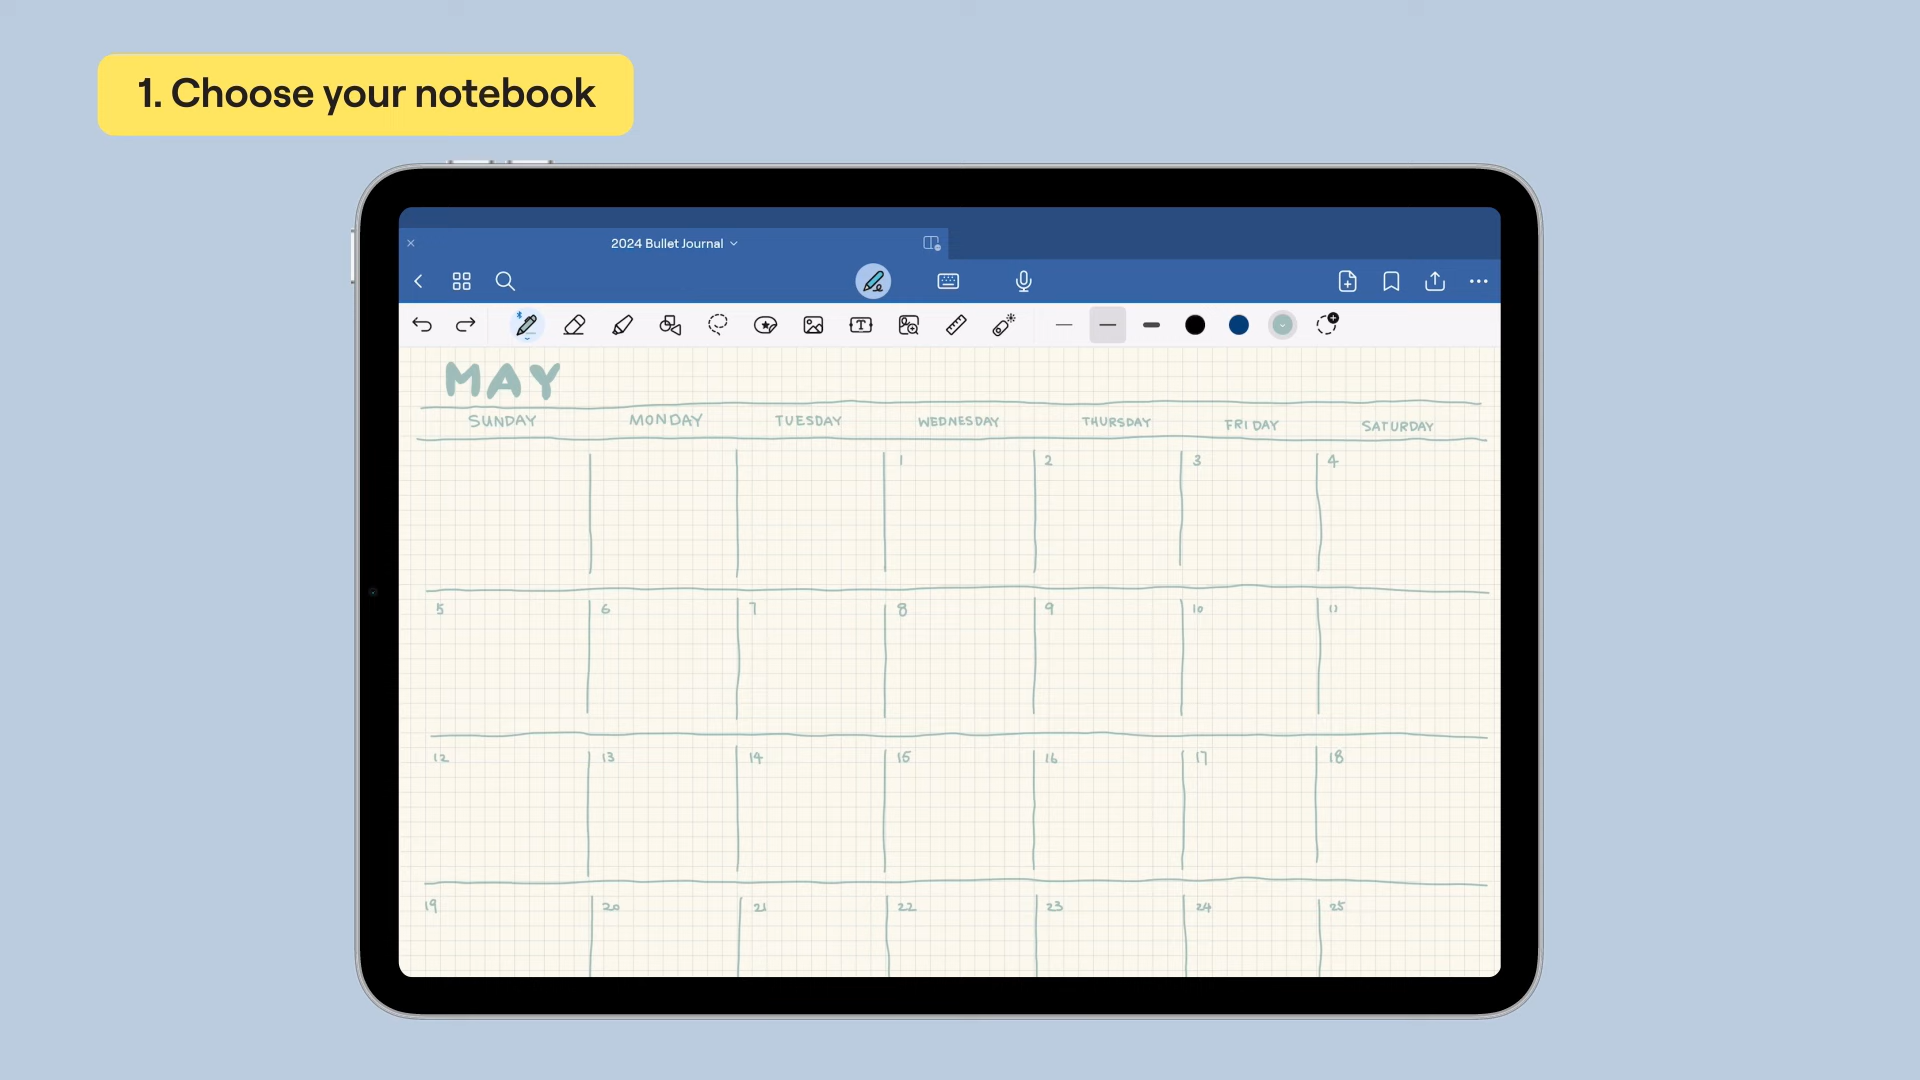 1. Choose your notebook
2024 Bullet Journal
MAY
SUNDAY MONDAY TUESDAY WEDNESDAY THURSDAY FRIDAY SATURDAY
1 2 3 4
5 6 7 8 9 10 11
12 13 14 15 16 17 18
19 20 21 22 23 24 25